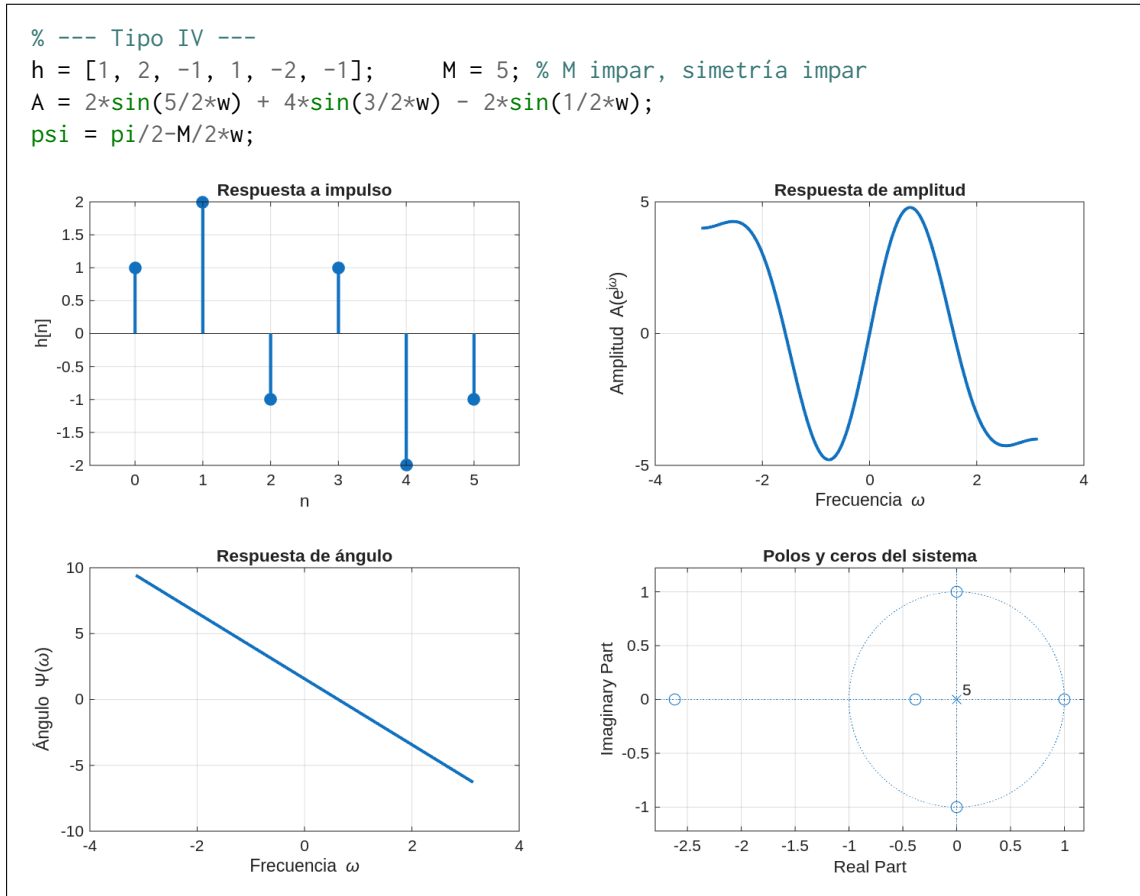 % --- Tipo IV ---
h = [1, 2, -1, 1, -2, -1];     M = 5; % M impar, simetría impar
A = 2*sin(5/2*w) + 4*sin(3/2*w) - 2*sin(1/2*w);
psi = pi/2-M/2*w;
Respuesta a impulso
2
1.5
1
0.5
0
-0.5
-1
-1.5
-2
h[n]
0 1 2 3 4 5
n
Respuesta de amplitud
5
0
-5
Amplitud A(e^jω)
-4 -2 0 2 4
Frecuencia ω
Respuesta de ángulo
10
5
0
-5
-10
Ángulo Ψ(ω)
-4 -2 0 2 4
Frecuencia ω
Polos y ceros del sistema
1
0.5
0
-0.5
-1
Imaginary Part
5
-2.5 -2 -1.5 -1 -0.5 0 0.5 1
Real Part